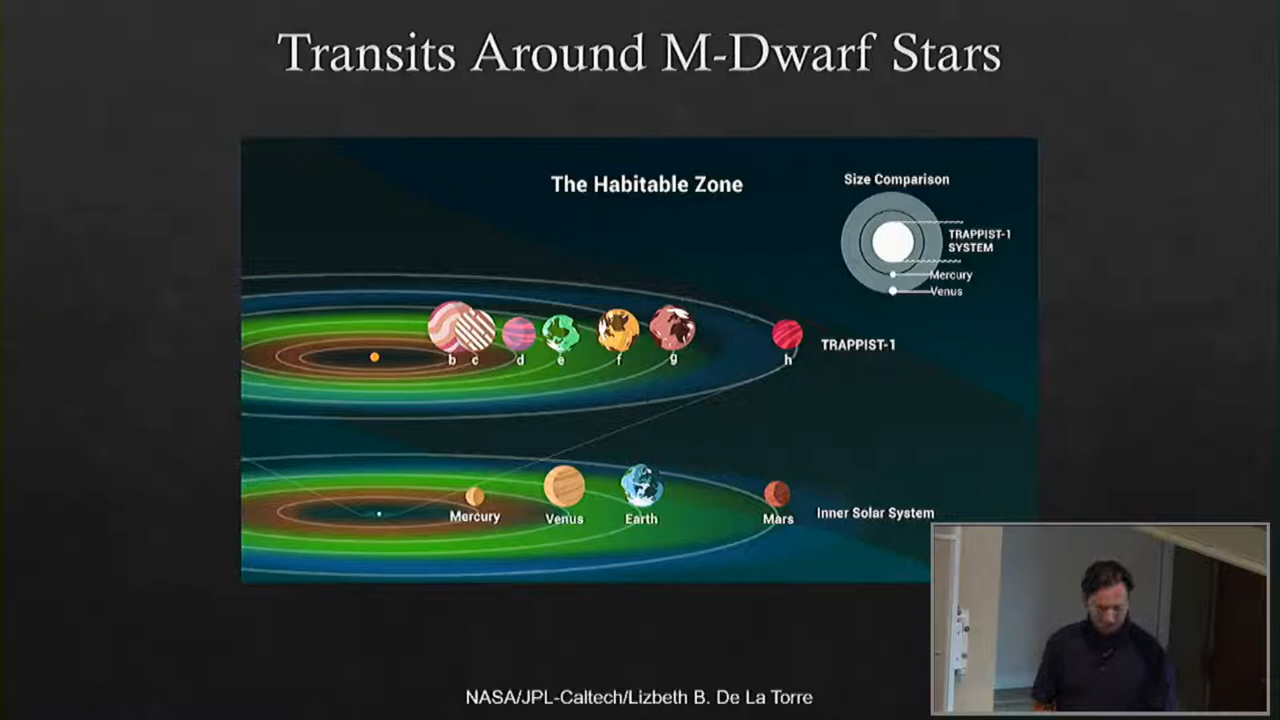 Transits Around M-Dwarf Stars
The Habitable Zone
Size Comparison
TRAPPIST-1
SYSTEM
Mercury
Venus
b c d e f g h
TRAPPIST-1
Mercury Venus Earth Mars
Inner Solar System
NASA/JPL-Caltech/Lizbeth B. De La Torre